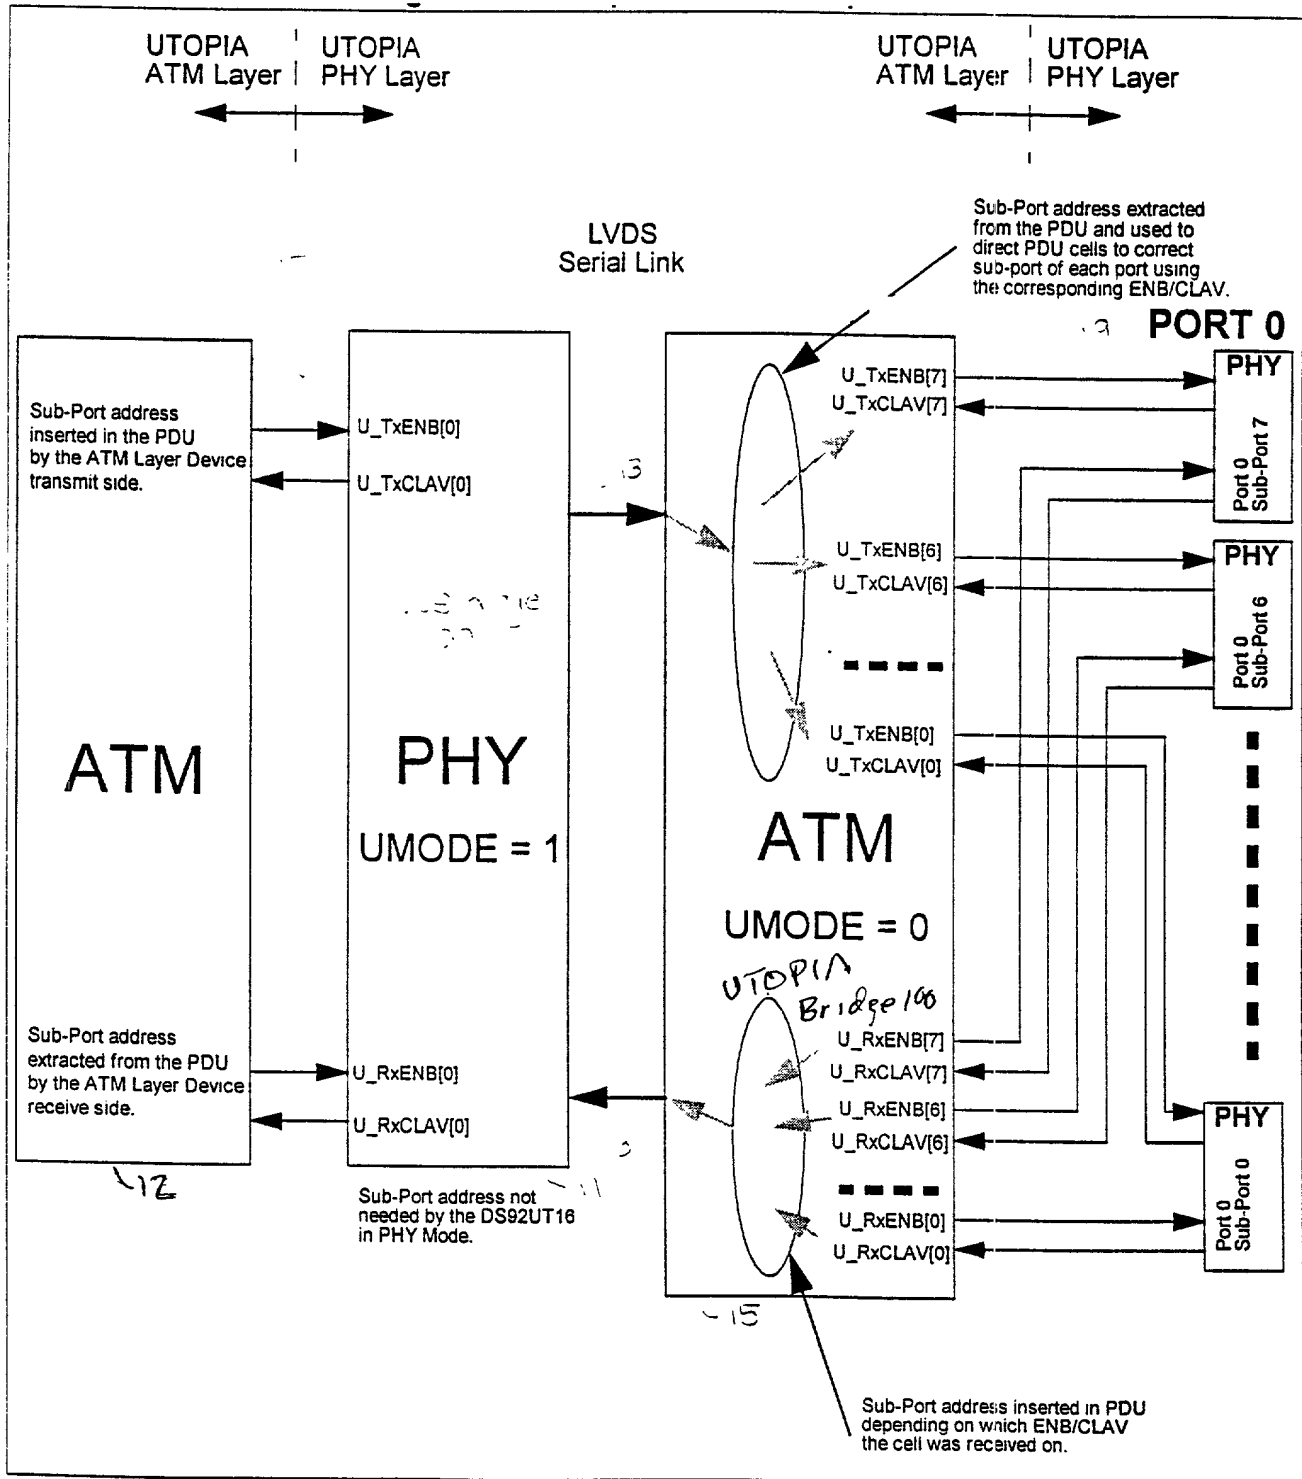 UTOPIA
ATM Layer
UTOPIA
PHY Layer
UTOPIA
ATM Layer
UTOPIA
PHY Layer
LVDS
Serial Link
Sub-Port address extracted
from the PDU and used to
direct PDU cells to correct
sub-port of each port using
the corresponding ENB/CLAV.
PORT 0
Sub-Port address
inserted in the PDU
by the ATM Layer Device
transmit side.
ATM
Sub-Port address
extracted from the PDU
by the ATM Layer Device
receive side.
12
U_TxENB[0]
U_TxCLAV[0]
PHY
UMODE = 1
U_RxENB[0]
U_RxCLAV[0]
11
Sub-Port address not
needed by the DS92UT16
in PHY Mode.
13
U_TxENB[7]
U_TxCLAV[7]
U_TxENB[6]
U_TxCLAV[6]
U_TxENB[0]
U_TxCLAV[0]
ATM
UMODE = 0
UTOPIA
Bridge 100
U_RxENB[7]
U_RxCLAV[7]
U_RxENB[6]
U_RxCLAV[6]
U_RxENB[0]
U_RxCLAV[0]
15
PHY
Port 0
Sub-Port 7
PHY
Port 0
Sub-Port 6
PHY
Port 0
Sub-Port 0
Sub-Port address inserted in PDU
depending on which ENB/CLAV
the cell was received on.